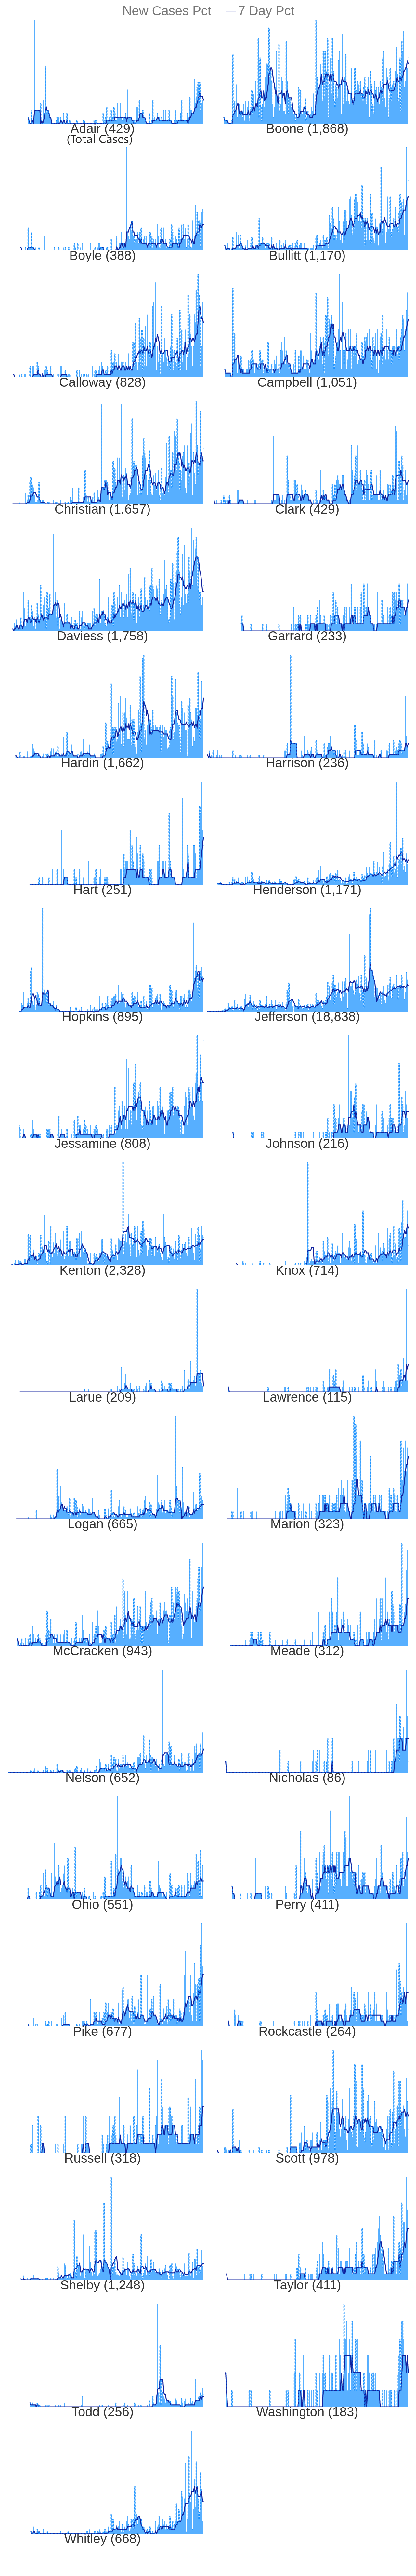 New Cases Pct 7 Day Pct
Adair (429) Boone (1,868)
(Total Cases)
Boyle (388) Bullitt (1,170)
Calloway (828) Campbell (1,051)
Christian (1,657) Clark (429)
Daviess (1,758) Garrard (233)
Hardin (1,662) Harrison (236)
Hart (251) Henderson (1,171)
Hopkins (895) Jefferson (18,838)
Jessamine (808) Johnson (216)
Kenton (2,328) Knox (714)
Larue (209) Lawrence (115)
Logan (665) Marion (323)
McCracken (943) Meade (312)
Nelson (652) Nicholas (86)
Ohio (551) Perry (411)
Pike (677) Rockcastle (264)
Russell (318) Scott (978)
Shelby (1,248) Taylor (411)
Todd (256) Washington (183)
Whitley (668)